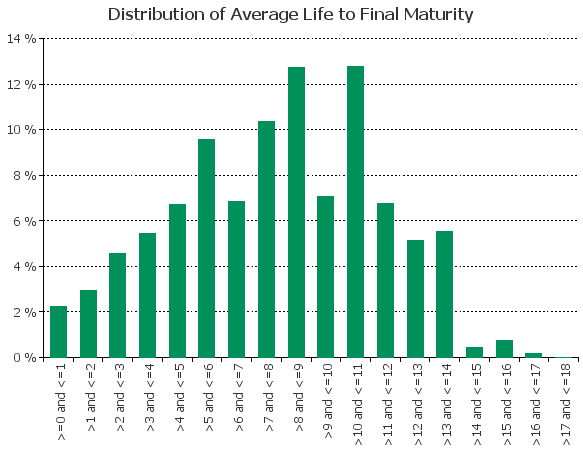 Distribution of Average Life to Final Maturity
14 %
12 %
10 %
8 %
6 %
4 %
2 %
0 %
>=0 and <=1
>1 and <=2
>2 and <=3
>3 and <=4
>4 and <=5
>5 and <=6
>6 and <=7
>7 and <=8
>8 and <=9
>9 and <=10
>10 and <=11
>11 and <=12
>12 and <=13
>13 and <=14
>14 and <=15
>15 and <=16
>16 and <=17
>17 and <=18